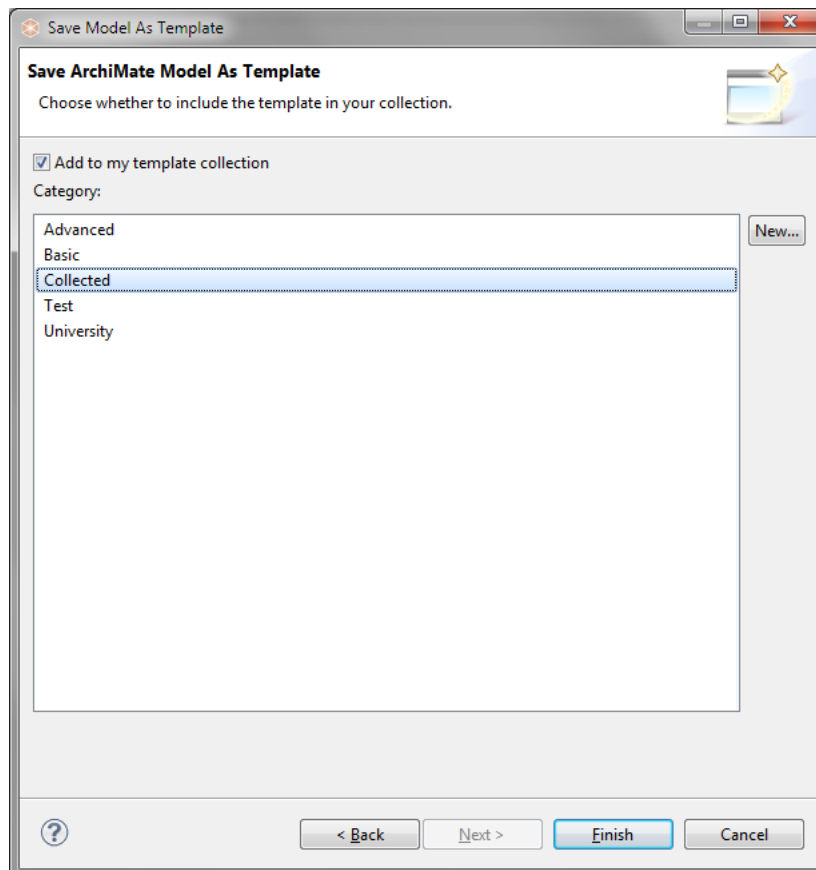 Save Model As Template
Save ArchiMate Model As Template
Choose whether to include the template in your collection.
Add to my template collection
Category:
Advanced
New...
Basic
Collected
Test
University
?
< Back
Next >
Finish
Cancel